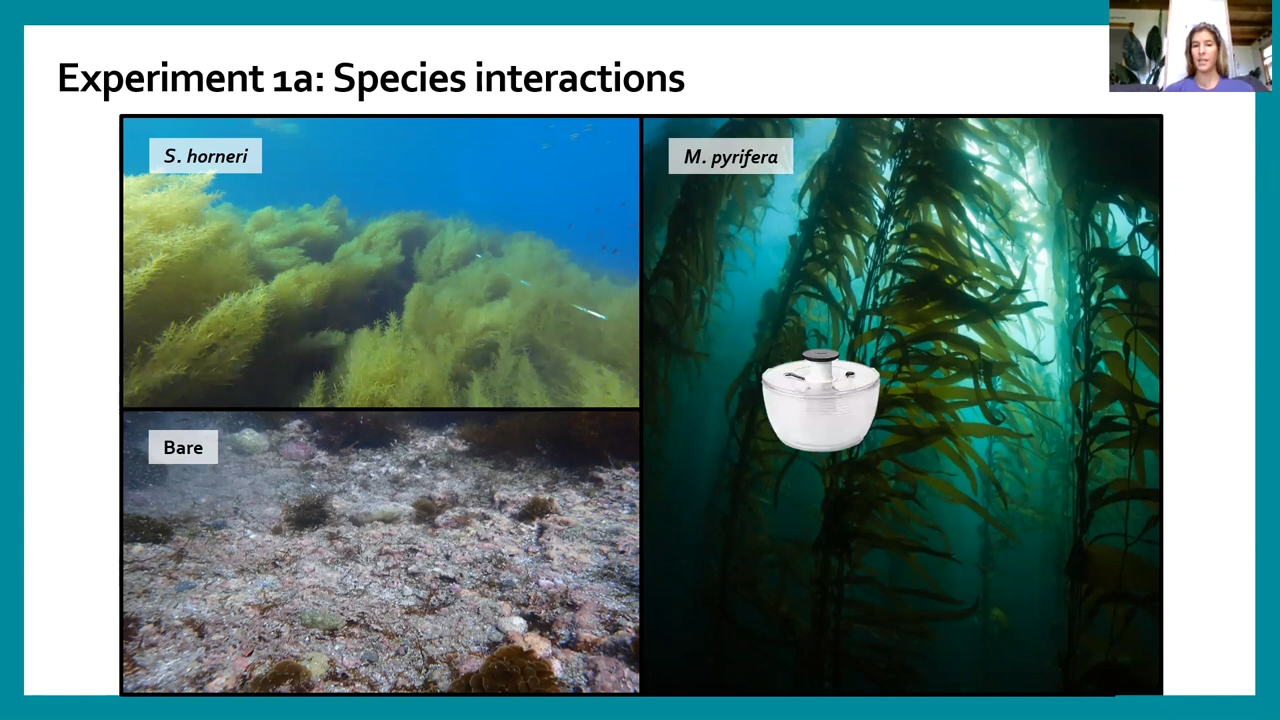 Experiment 1a: Species interactions
S. horneri
M. pyrifera
Bare